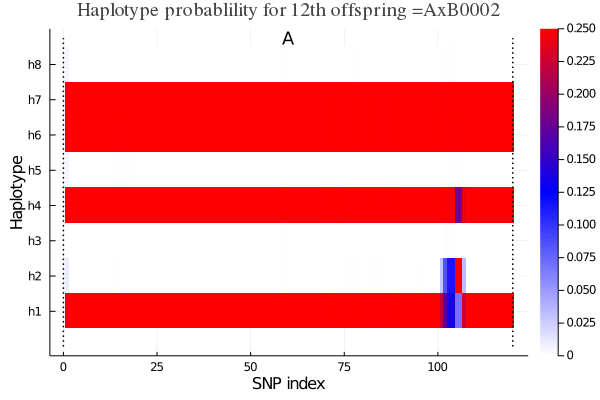 Haplotype probablility for 12th offspring =AxB0002
A
Haplotype
h8
h7
h6
h5
h4
h3
h2
h1
0
25
50
75
100
SNP index
0.250
0.225
0.200
0.175
0.150
0.125
0.100
0.075
0.050
0.025
0